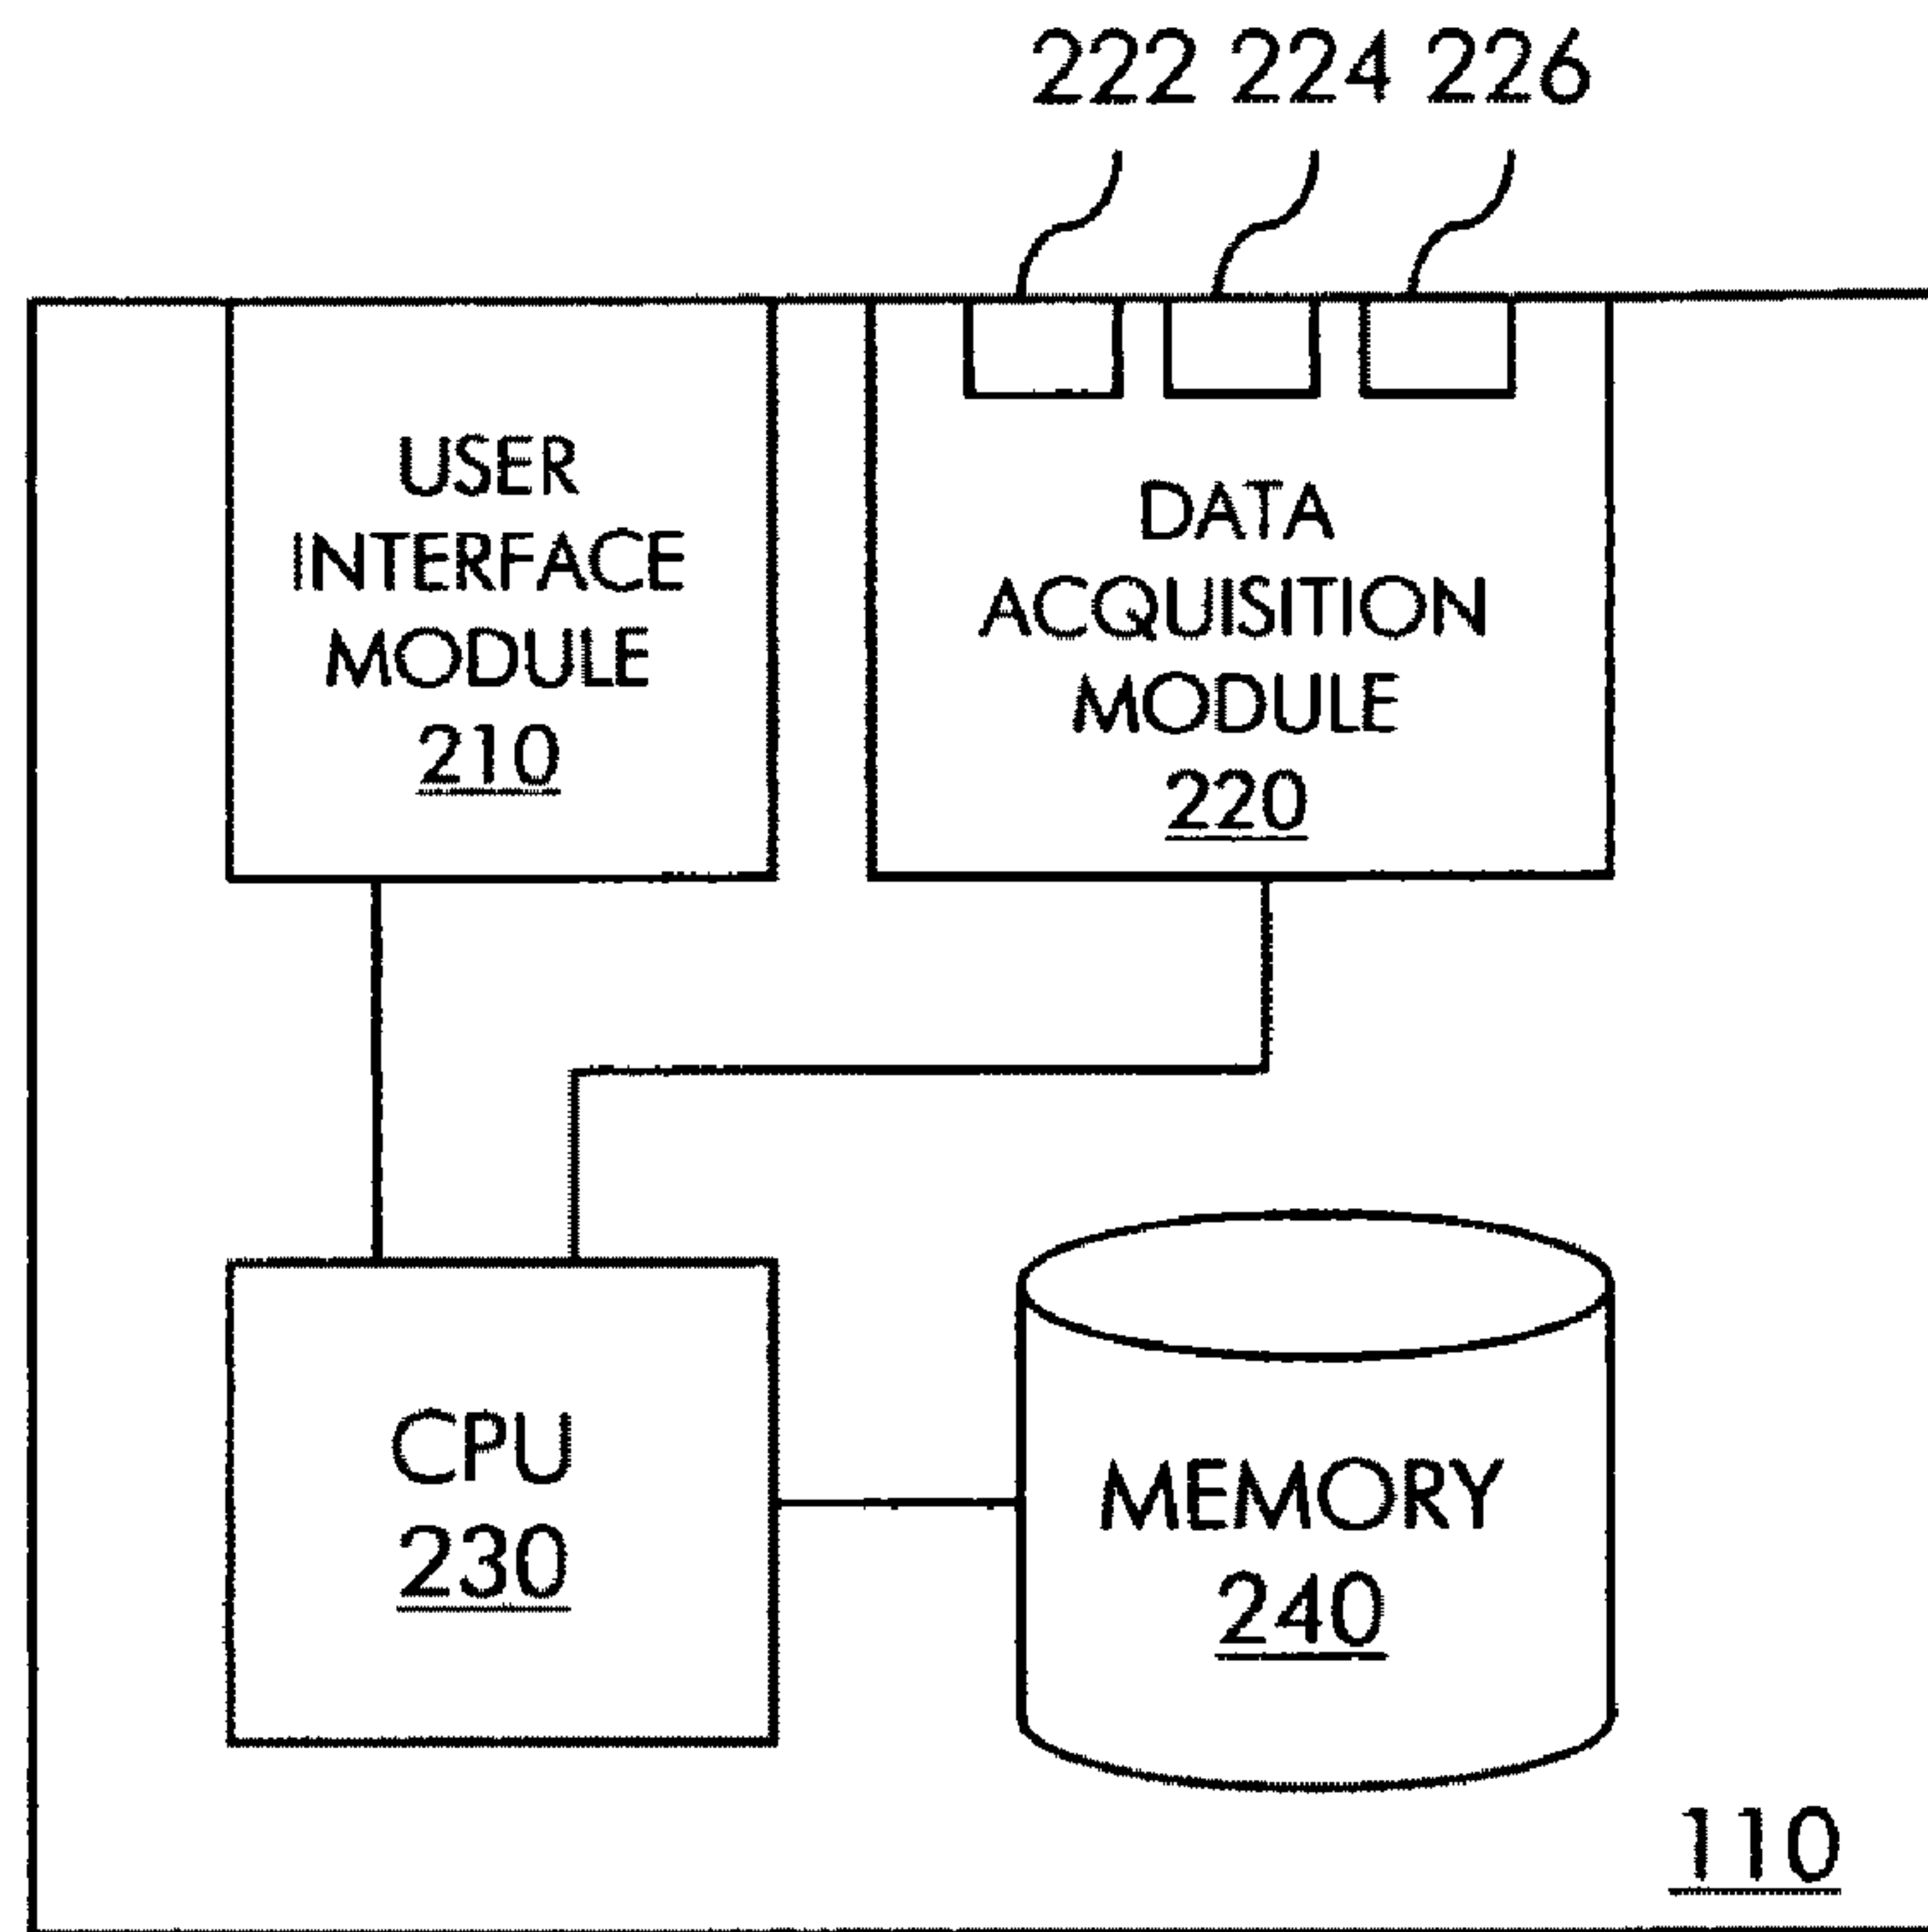 222 224 226
USER
INTERFACE
MODULE
210
DATA
ACQUISITION
MODULE
220
CPU
230
MEMORY
240
110